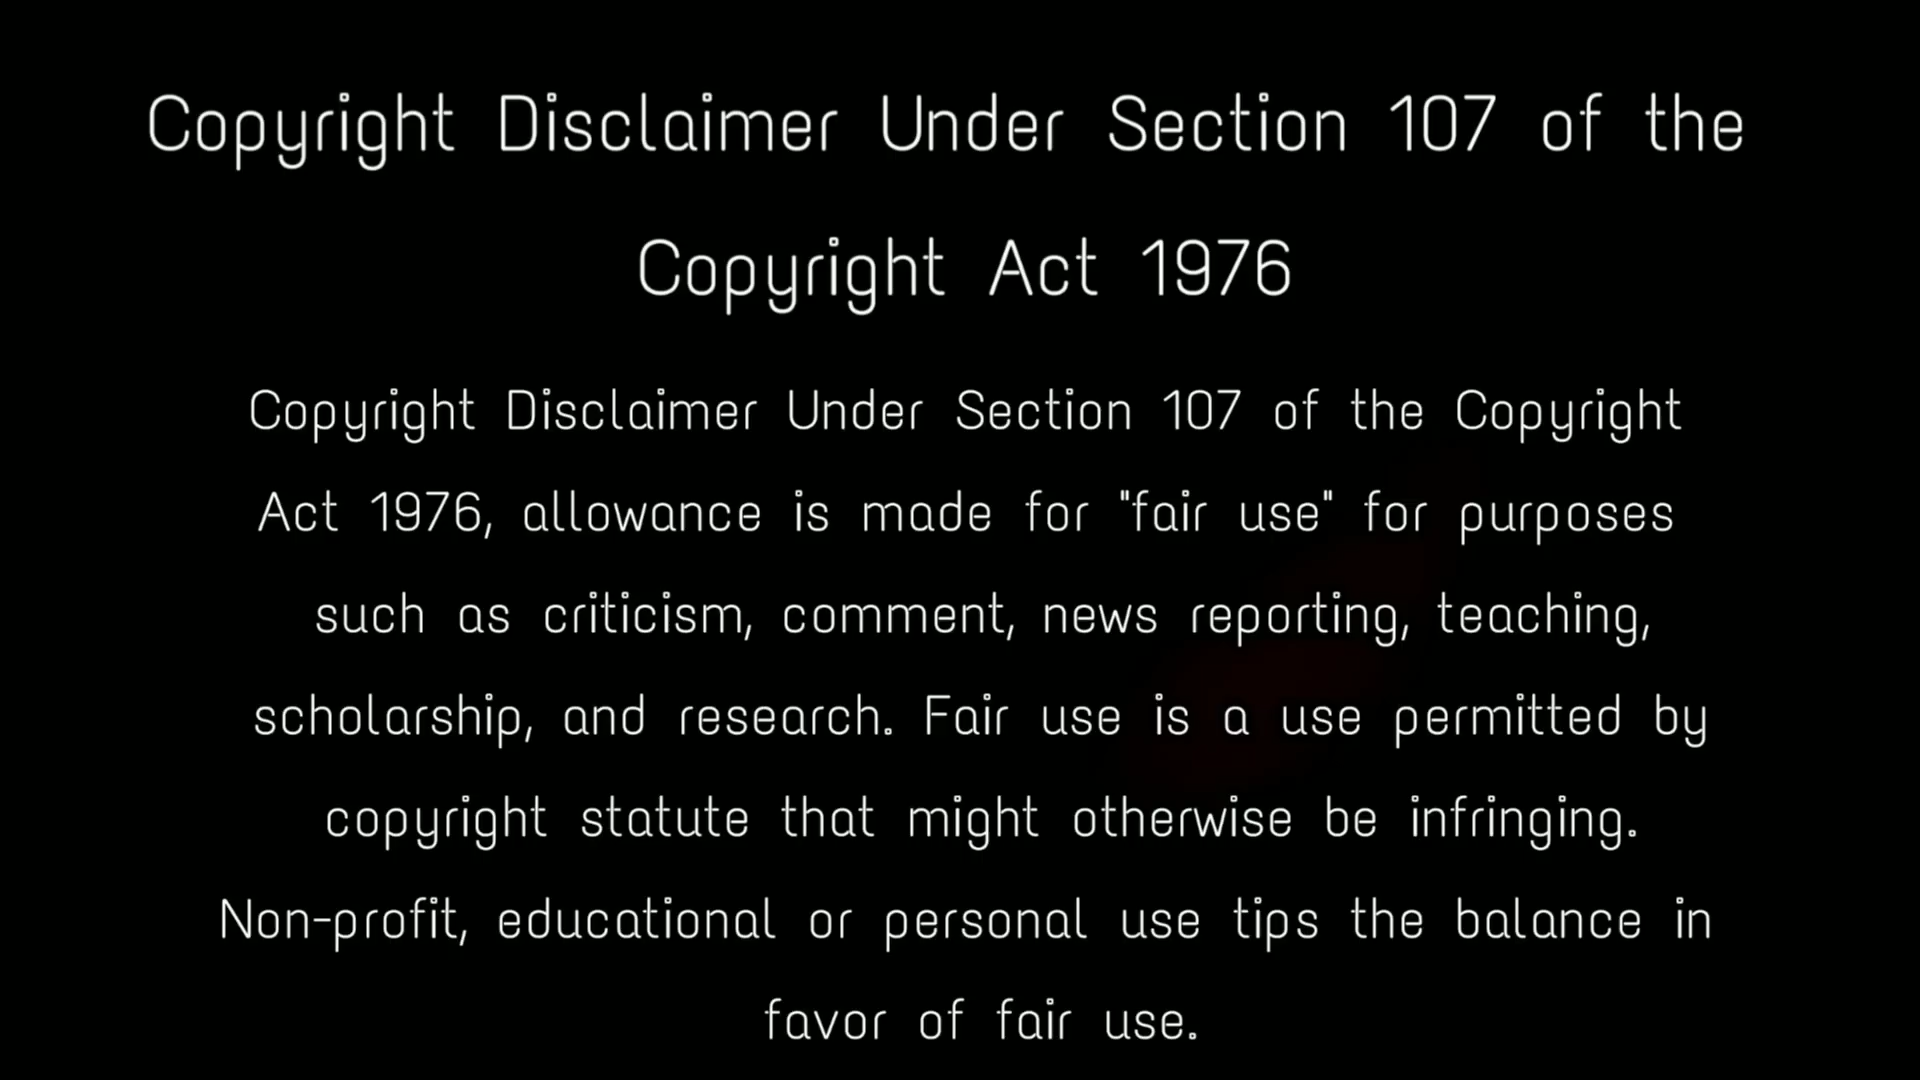 Copyright Disclaimer Under Section 107 of the
Copyright Act 1976
Copyright Disclaimer Under Section 107 of the Copyright
Act 1976, allowance is made for "fair use" for purposes
such as criticism, comment, news reporting, teaching,
scholarship, and research. Fair use is a use permitted by
copyright statute that might otherwise be infringing.
Non-profit, educational or personal use tips the balance in
favor of fair use.